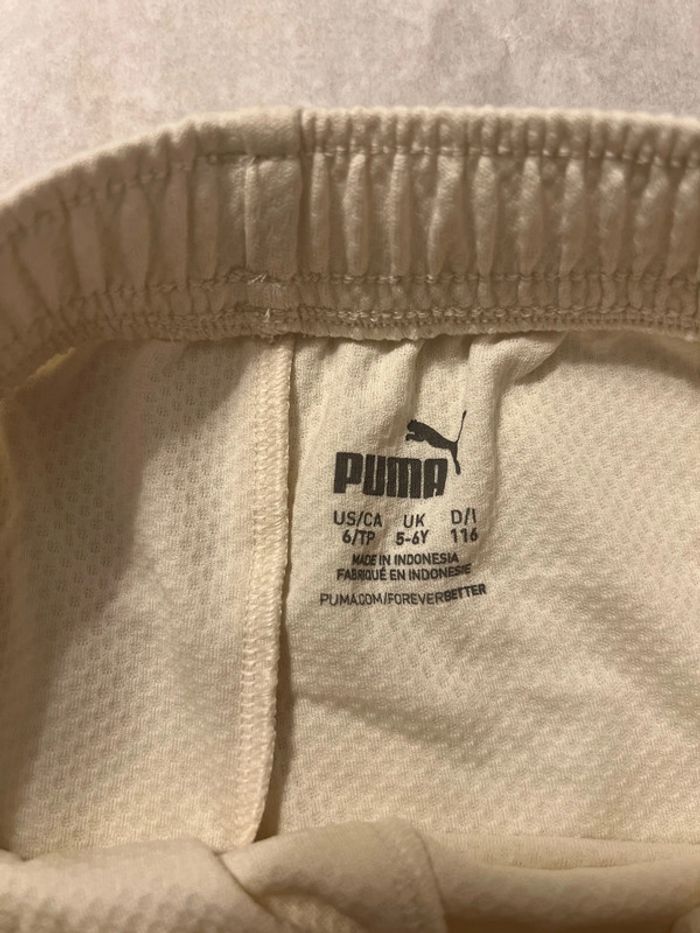 PUMA
US/CA UK D/I
6/TP 5-6Y 116
MADE IN INDONESIA
FABRIQUÉ EN INDONESIE
PUMA.COM/FOREVERBETTER